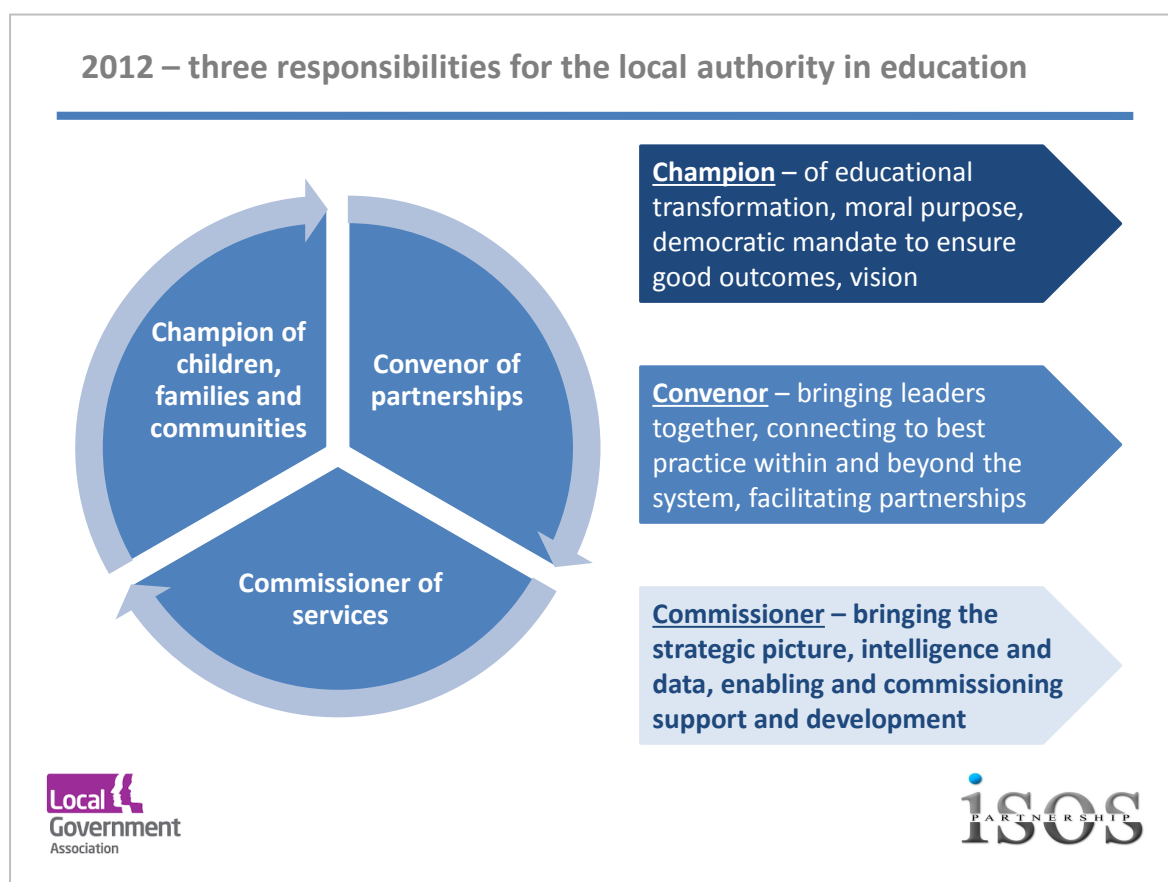 2012 – three responsibilities for the local authority in education
Champion of
children,
families and
communities
Convenor of
partnerships
Commissioner of
services
Champion – of educational
transformation, moral purpose,
democratic mandate to ensure
good outcomes, vision
Convenor – bringing leaders
together, connecting to best
practice within and beyond the
system, facilitating partnerships
Commissioner – bringing the
strategic picture, intelligence and
data, enabling and commissioning
support and development
Local
Government
Association
isos
PARTNERSHIP